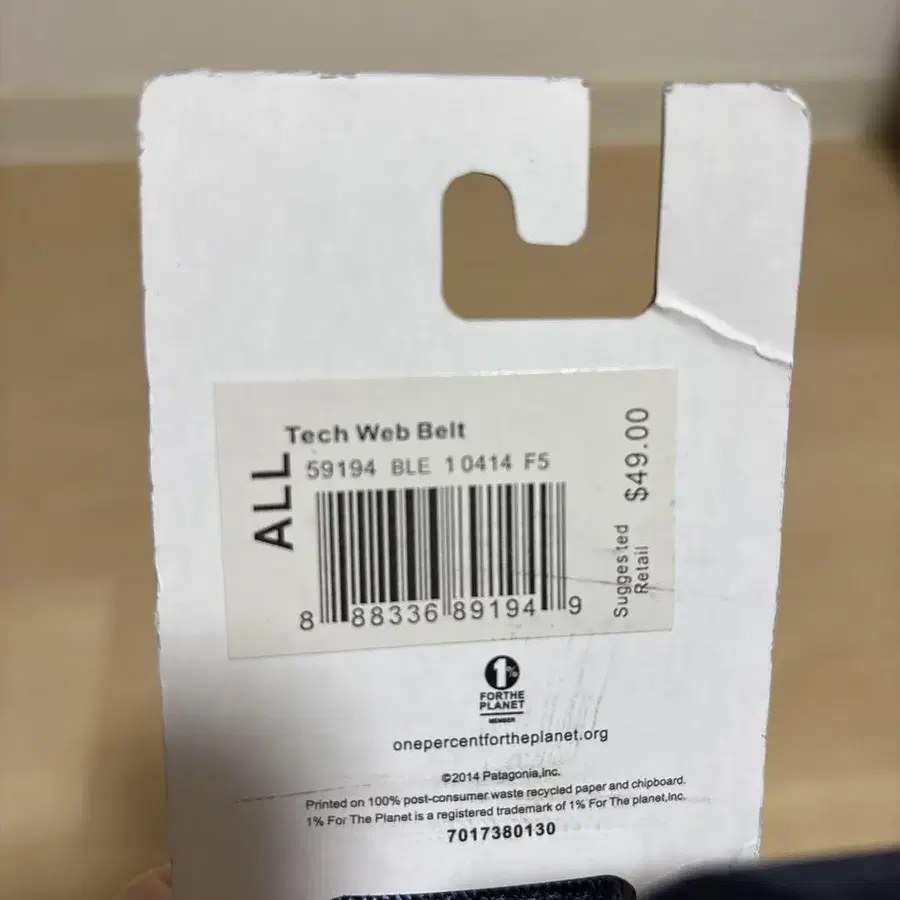 ALL
Tech Web Belt
59194 BLE 10414 F5
8 88336 89194 9
Suggested
Retail
$49.00
1%
FORTHE
PLANET
MEMBER
onepercentfortheplanet.org
©2014 Patagonia,Inc.
Printed on 100% post-consumer waste recycled paper and chipboard.
1% For The Planet is a registered trademark of 1% For The planet,Inc.
7017380130